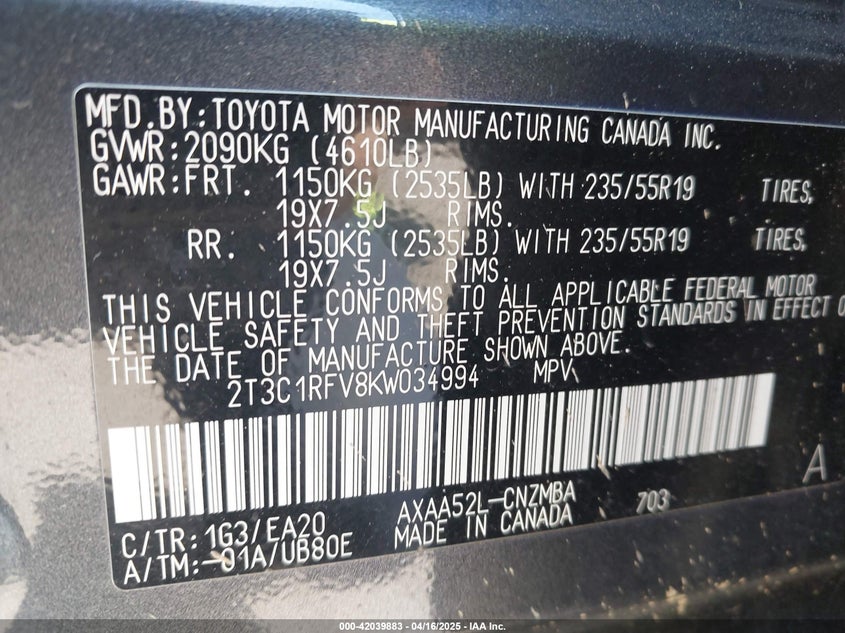 MFD.BY:TOYOTA MOTOR MANUFACTURING CANADA INC.
GVWR:2090KG (4610LB)
GAWR:FRT. 1150KG (2535LB) WITH 235/55R19 TIRES,
19X7.5J RIMS.
RR. 1150KG (2535LB) WITH 235/55R19 TIRES,
19X7.5J RIMS.
THIS VEHICLE CONFORMS TO ALL APPLICABLE FEDERAL MOTOR
VEHICLE SAFETY AND THEFT PREVENTION STANDARDS IN EFFECT
THE DATE OF MANUFACTURE SHOWN ABOVE.
2T3C1RFV8KW034994 MPV
A
C/TR:1G3/EA20 AXAA52L-CNZMBA 703
A/TM:-01A/UB80E MADE IN CANADA
000-42039883 / 04/16/2025 - IAA Inc.